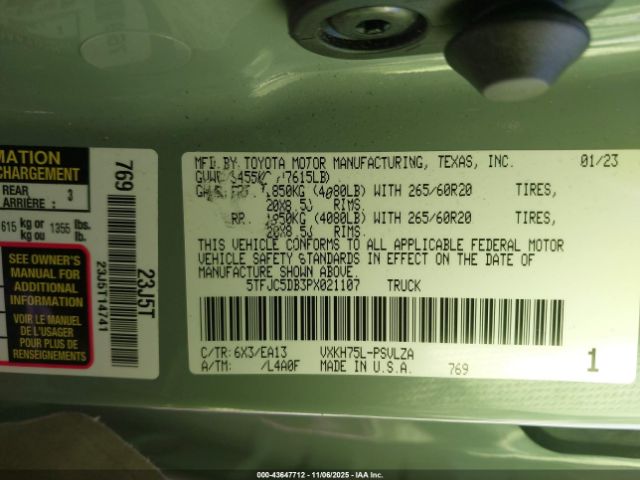 MATION
CHARGEMENT
REAR
ARRIÈRE : 3
615 kg or 1355 lbs.
kg ou lb.
SEE OWNER'S
MANUAL FOR
ADDITIONAL
INFORMATION
VOIR LE MANUEL
DE L'USAGER
POUR PLUS DE
769
23J5T
23J5T14741
MFD BY TOYOTA MOTOR MANUFACTURING, TEXAS, INC. 01/23
(7615LB)
850KG (4080LB) WITH 265/60R20 TIRES,
20X8.5J RIMS.
RR 1850KG (4080LB) WITH 265/60R20 TIRES,
20X8.5J RIMS.
THIS VEHICLE CONFORMS TO ALL APPLICABLE FEDERAL MOTOR
VEHICLE SAFETY STANDARDS IN EFFECT ON THE DATE OF
MANUFACTURE SHOWN ABOVE.
5TFJC5DB3PX021107 TRUCK
C/TR: 6X3/EA13 VXKH75L-PSVLZA
A/TM: /L4A0F MADE IN U.S.A. 769 1
000-43647712 - 11/06/2025 - IAA Inc.